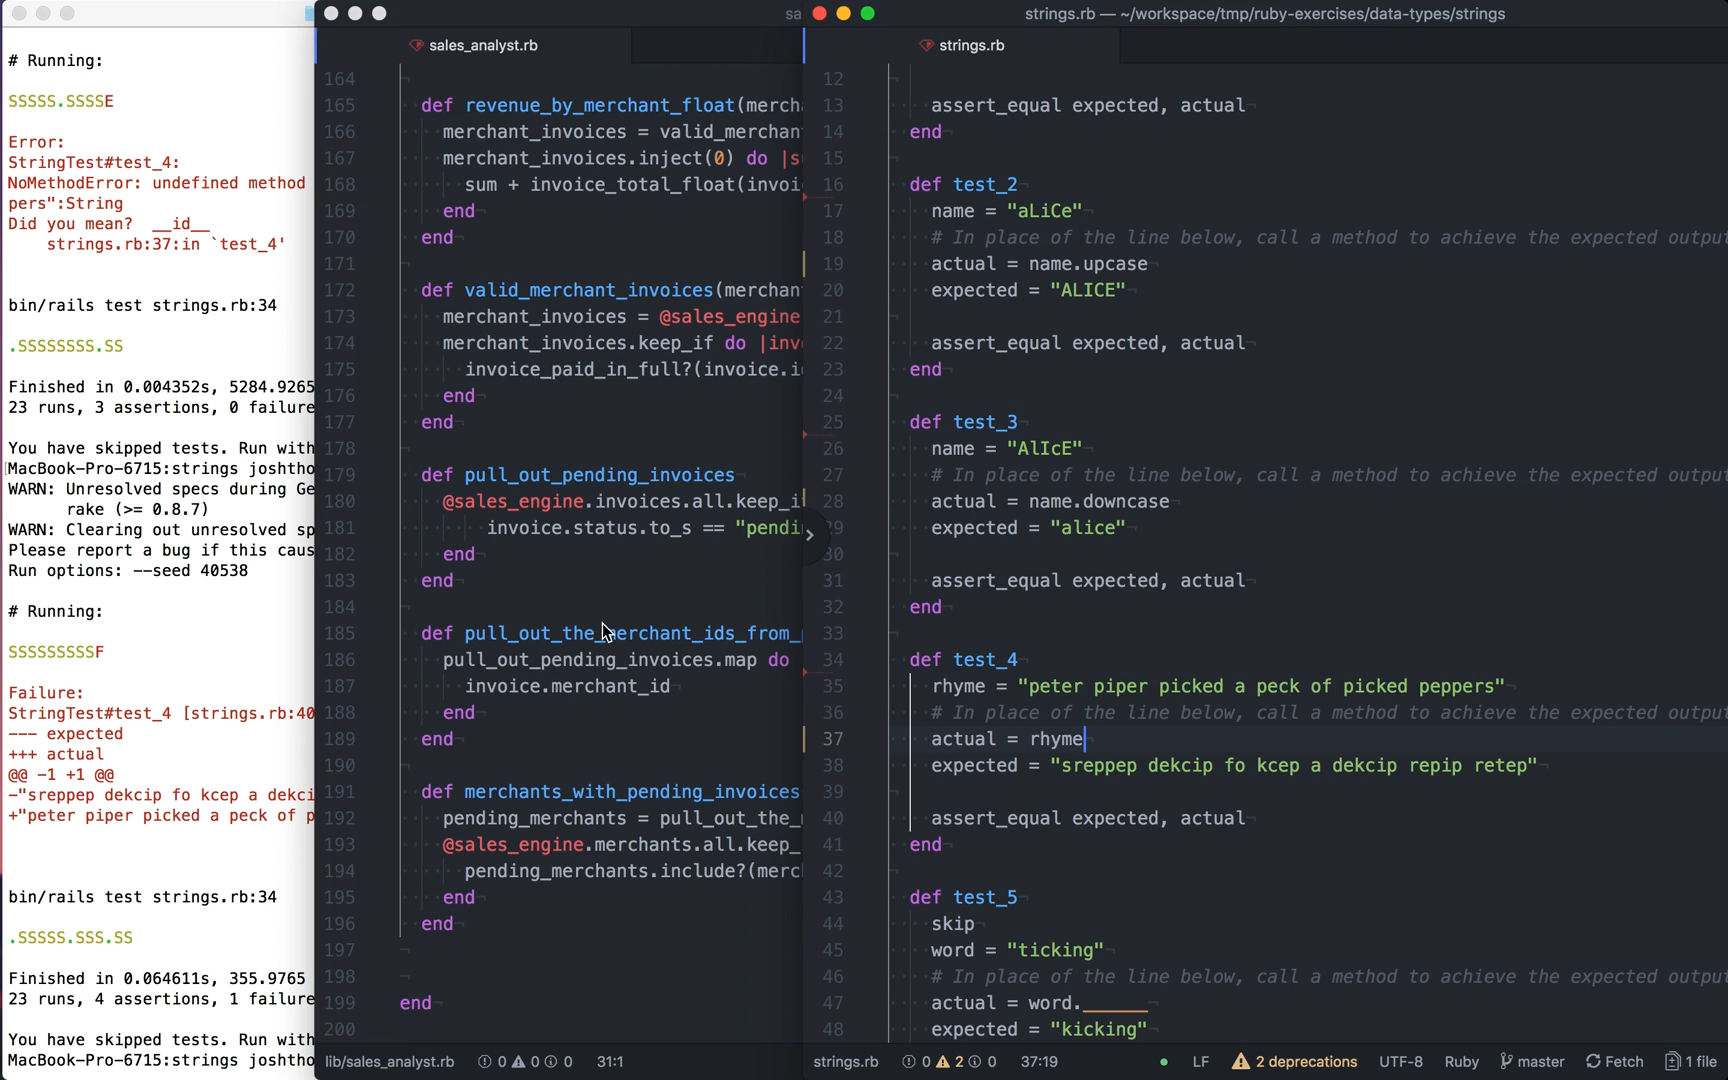 # Running:
SSSSS.SSSSE
Error:
StringTest#test_4:
NoMethodError: undefined method
pers":String
Did you mean?  __id__
strings.rb:37:in `test_4'
bin/rails test strings.rb:34
.SSSSSSSS.SS
Finished in 0.004352s, 5284.9265
23 runs, 3 assertions, 0 failure
You have skipped tests. Run with
MacBook-Pro-6715:strings joshtho
WARN: Unresolved specs during Ge
rake (>= 0.8.7)
WARN: Clearing out unresolved sp
Please report a bug if this caus
Run options: --seed 40538
# Running:
SSSSSSSSSF
Failure:
StringTest#test_4 [strings.rb:40
--- expected
+++ actual
@@ -1 +1 @@
-"sreppep dekcip fo kcep a dekci
+"peter piper picked a peck of p
bin/rails test strings.rb:34
.SSSSS.SSS.SS
Finished in 0.064611s, 355.9765
23 runs, 4 assertions, 1 failure
You have skipped tests. Run with
MacBook-Pro-6715:strings joshtho
sa
sales_analyst.rb
164
165 def revenue_by_merchant_float(merch
166 merchant_invoices = valid_merchan
167 merchant_invoices.inject(0) do |s
168 sum + invoice_total_float(invoi
169 end
170 end
171
172 def valid_merchant_invoices(merchan
173 merchant_invoices = @sales_engine
174 merchant_invoices.keep_if do |inv
175 invoice_paid_in_full?(invoice.i
176 end
177 end
178
179 def pull_out_pending_invoices
180 @sales_engine.invoices.all.keep_i
181 invoice.status.to_s == "pendi
182 end
183 end
184
185 def pull_out_the_merchant_ids_from_
186 pull_out_pending_invoices.map do
187 invoice.merchant_id
188 end
189 end
190
191 def merchants_with_pending_invoices
192 pending_merchants = pull_out_the_
193 @sales_engine.merchants.all.keep_
194 pending_merchants.include?(merc
195 end
196 end
197
198
199 end
200
lib/sales_analyst.rb 0 0 0 31:1
strings.rb — ~/workspace/tmp/ruby-exercises/data-types/strings
strings.rb
12
13 assert_equal expected, actual
14 end
15
16 def test_2
17 name = "aLiCe"
18 # In place of the line below, call a method to achieve the expected output
19 actual = name.upcase
20 expected = "ALICE"
21
22 assert_equal expected, actual
23 end
24
25 def test_3
26 name = "AlIcE"
27 # In place of the line below, call a method to achieve the expected output
28 actual = name.downcase
29 expected = "alice"
30
31 assert_equal expected, actual
32 end
33
34 def test_4
35 rhyme = "peter piper picked a peck of picked peppers"
36 # In place of the line below, call a method to achieve the expected output
37 actual = rhyme
38 expected = "sreppep dekcip fo kcep a dekcip repip retep"
39
40 assert_equal expected, actual
41 end
42
43 def test_5
44 skip
45 word = "ticking"
46 # In place of the line below, call a method to achieve the expected output
47 actual = word.______
48 expected = "kicking"
strings.rb 0 2 0 37:19 LF 2 deprecations UTF-8 Ruby master Fetch 1 file